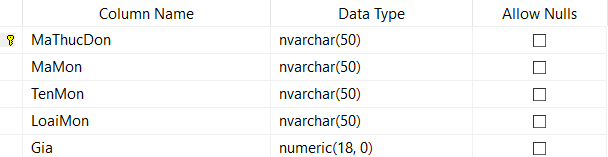 Column Name Data Type Allow Nulls
MaThucDon nvarchar(50)
MaMon nvarchar(50)
TenMon nvarchar(50)
LoaiMon nvarchar(50)
Gia numeric(18, 0)